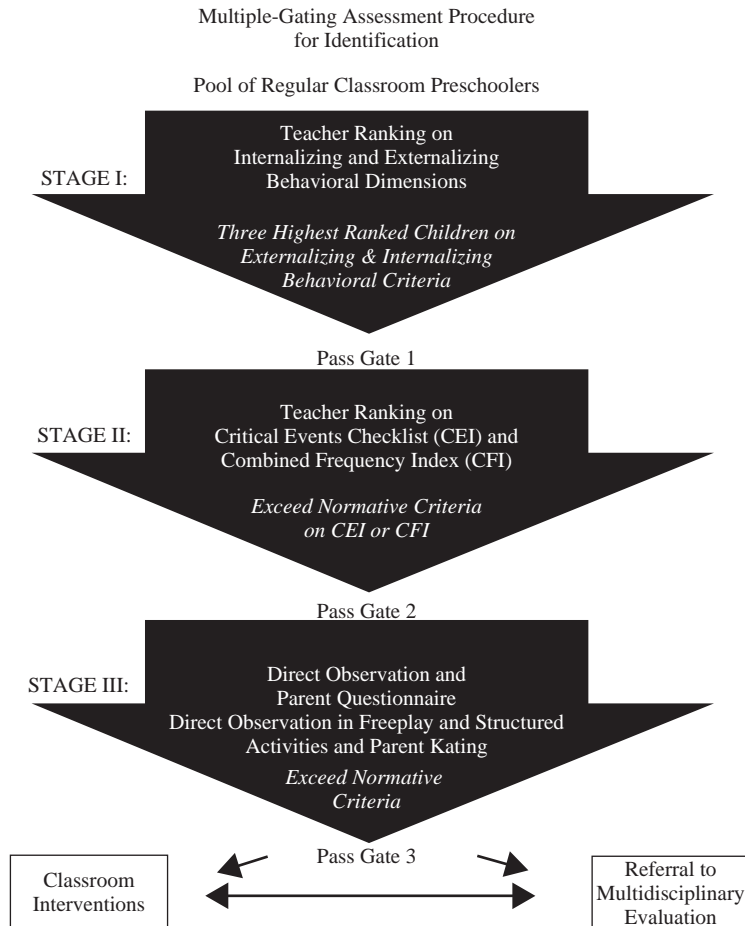 Multiple-Gating Assessment Procedure
for Identification
Pool of Regular Classroom Preschoolers
STAGE I:
Teacher Ranking on
Internalizing and Externalizing
Behavioral Dimensions
Three Highest Ranked Children on
Externalizing & Internalizing
Behavioral Criteria
Pass Gate 1
STAGE II:
Teacher Ranking on
Critical Events Checklist (CEI) and
Combined Frequency Index (CFI)
Exceed Normative Criteria
on CEI or CFI
Pass Gate 2
STAGE III:
Direct Observation and
Parent Questionnaire
Direct Observation in Freeplay and Structured
Activities and Parent Kating
Exceed Normative
Criteria
Pass Gate 3
Classroom
Interventions
Referral to
Multidisciplinary
Evaluation